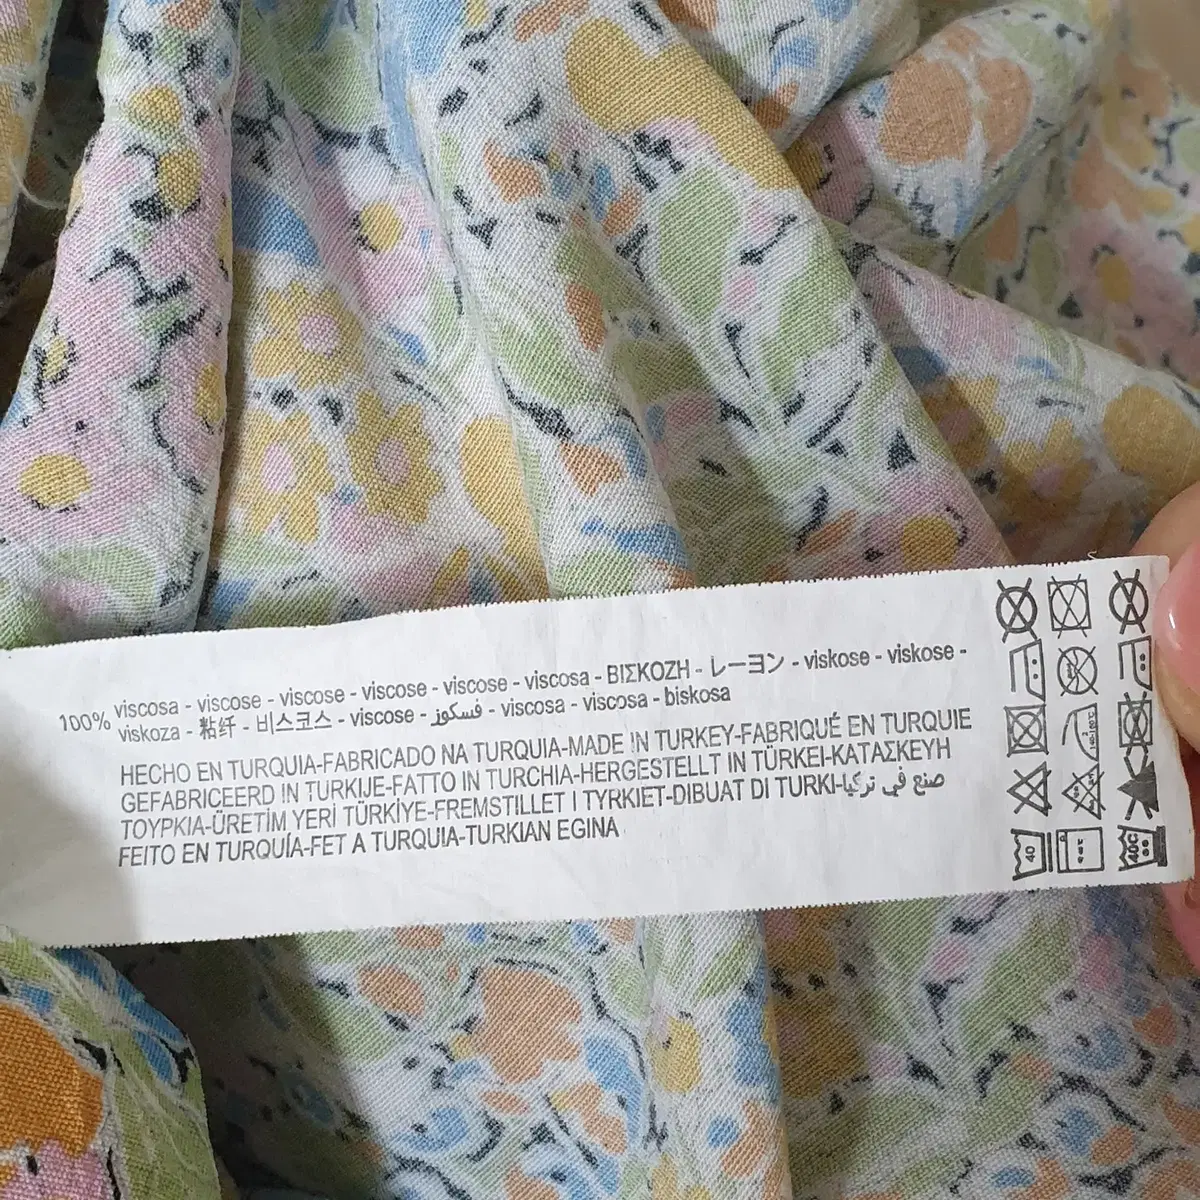 100% viscosa - viscose - viscose - viscose - viscose - viscosa - ΒΙΣΚΟΖΗ - レーヨン - viskose - viskose -
viskoza - 粘纤 - 비스코스 - viscose - فسكوز - viscosa - viscosa - biskosa
HECHO EN TURQUIA-FABRICADO NA TURQUIA-MADE IN TURKEY-FABRIQUÉ EN TURQUIE
GEFABRICEERD IN TURKIJE-FATTO IN TURCHIA-HERGESTELLT IN TÜRKEI-ΚΑΤΑΣΚΕΥΗ
ΤΟΥΡΚΙΑ-ÜRETİM YERİ TÜRKİYE-FREMSTILLET I TYRKIET-DIBUAT DI TURKI-صنع في تركيا
FEITO EN TURQUÍA-FET A TURQUIA-TURKIAN EGINA
40
40C